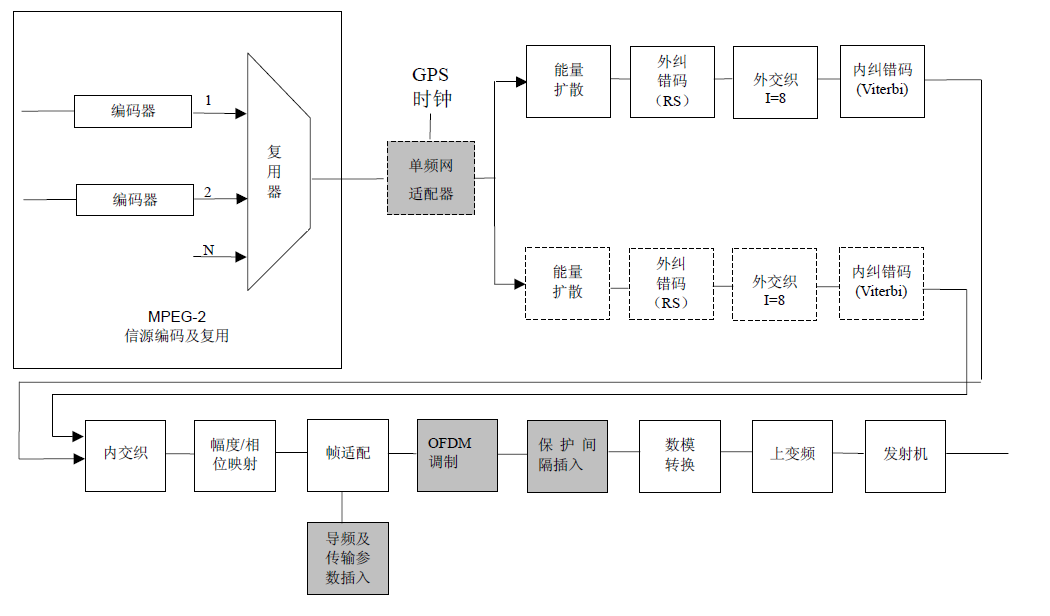 编码器
1
编码器
2
N
复
用
器
MPEG-2
信源编码及复用
GPS
时钟
单频网
适配器
能量
扩散
外纠
错码
（RS）
外交织
I=8
内纠错码
(Viterbi)
能量
扩散
外纠
错码
（RS）
外交织
I=8
内纠错码
(Viterbi)
内交织
幅度/相
位映射
帧适配
OFDM
调制
保 护 间
隔插入
数模
转换
上变频
发射机
导频及
传输参
数插入